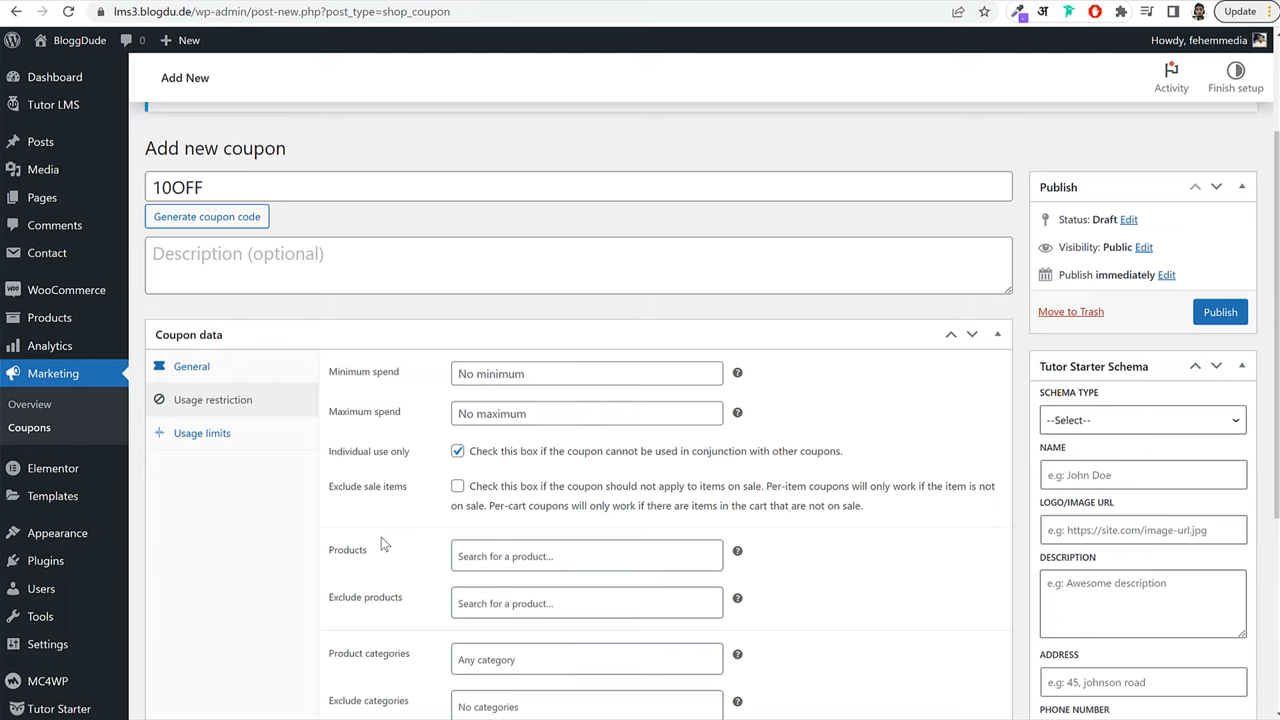 lms3.blogdu.de/wp-admin/post-new.php?post_type=shop_coupon
अ
Update
BloggDude
0
New
Howdy, fehemmedia
Dashboard
Tutor LMS
Posts
Media
Pages
Comments
Contact
WooCommerce
Products
Analytics
Marketing
Overview
Coupons
Elementor
Templates
Appearance
Plugins
Users
Tools
Settings
MC4WP
Tutor Starter
Add New
Activity
Finish setup
Add new coupon
10OFF
Generate coupon code
Description (optional)
Coupon data
General
Usage restriction
Usage limits
Minimum spend
No minimum
Maximum spend
No maximum
Individual use only
Check this box if the coupon cannot be used in conjunction with other coupons.
Exclude sale items
Check this box if the coupon should not apply to items on sale. Per-item coupons will only work if the item is not
on sale. Per-cart coupons will only work if there are items in the cart that are not on sale.
Products
Search for a product...
Exclude products
Search for a product...
Product categories
Any category
Exclude categories
No categories
Publish
Status: Draft Edit
Visibility: Public Edit
Publish immediately Edit
Move to Trash
Publish
Tutor Starter Schema
SCHEMA TYPE
--Select--
NAME
e.g: John Doe
LOGO/IMAGE URL
e.g: https://site.com/image-url.jpg
DESCRIPTION
e.g: Awesome description
ADDRESS
e.g: 45, johnson road
PHONE NUMBER